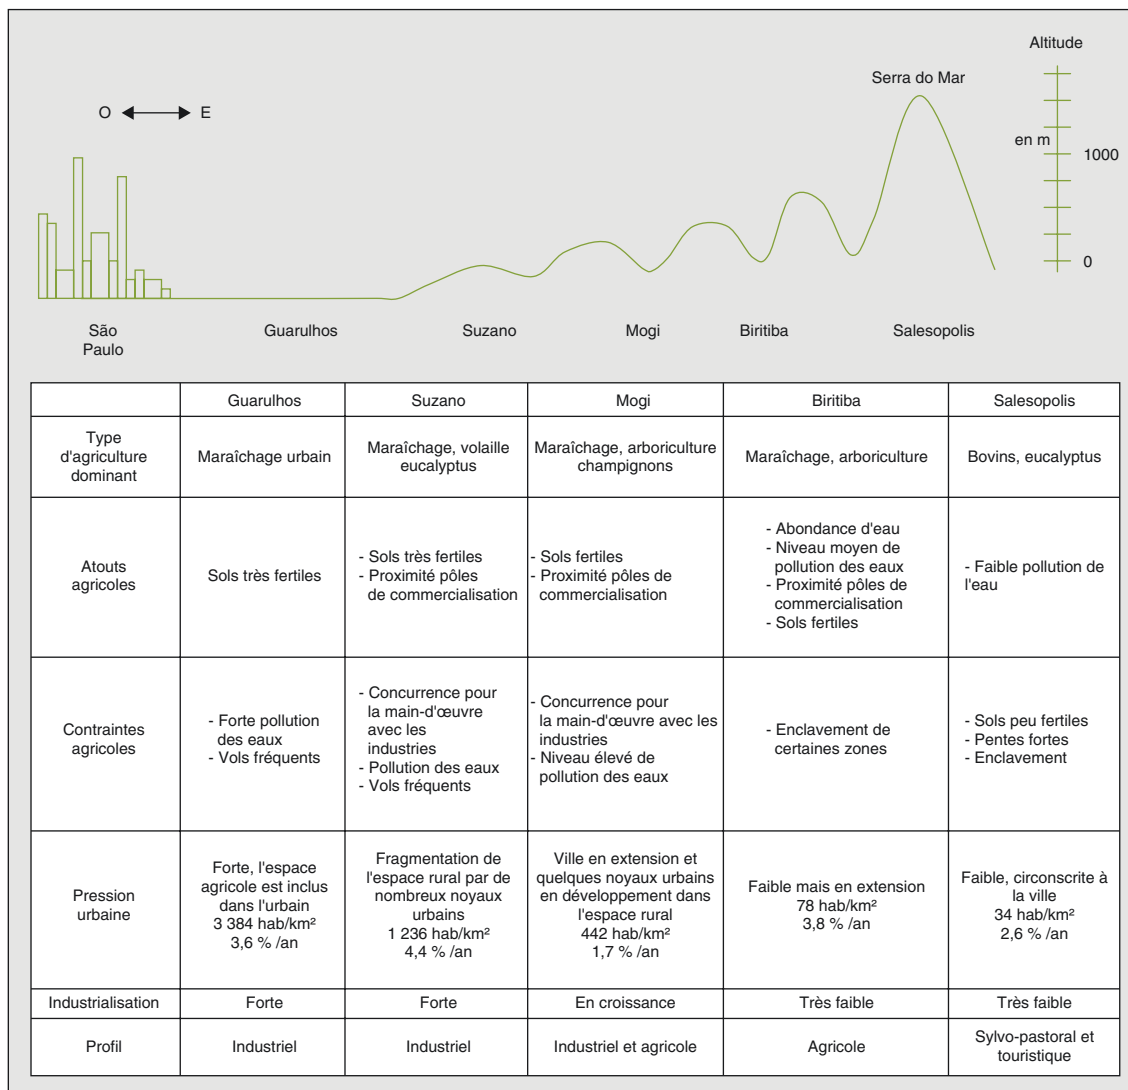 Altitude
Serra do Mar
O E
en m
1000
0
São
Paulo
Guarulhos
Suzano
Mogi
Biritiba
Salesopolis
Guarulhos
Suzano
Mogi
Biritiba
Salesopolis
Type
d'agriculture
dominant
Maraîchage urbain
Maraîchage, volaille
eucalyptus
Maraîchage, arboriculture
champignons
Maraîchage, arboriculture
Bovins, eucalyptus
Atouts
agricoles
Sols très fertiles
- Sols très fertiles
- Proximité pôles
de commercialisation
- Sols fertiles
- Proximité pôles de
commercialisation
- Abondance d'eau
- Niveau moyen de
pollution des eaux
- Proximité pôles de
commercialisation
- Sols fertiles
- Faible pollution de
l'eau
Contraintes
agricoles
- Forte pollution
des eaux
- Vols fréquents
- Concurrence pour
la main-d'œuvre
avec les
industries
- Pollution des eaux
- Vols fréquents
- Concurrence pour
la main-d'œuvre avec les
industries
- Niveau élevé de
pollution des eaux
- Enclavement de
certaines zones
- Sols peu fertiles
- Pentes fortes
- Enclavement
Pression
urbaine
Forte, l'espace
agricole est inclus
dans l'urbain
3 384 hab/km²
3,6 % /an
Fragmentation de
l'espace rural par de
nombreux noyaux
urbains
1 236 hab/km²
4,4 % /an
Ville en extension et
quelques noyaux urbains
en développement dans
l'espace rural
442 hab/km²
1,7 % /an
Faible mais en extension
78 hab/km²
3,8 % /an
Faible, circonscrite à
la ville
34 hab/km²
2,6 % /an
Industrialisation
Forte
Forte
En croissance
Très faible
Très faible
Profil
Industriel
Industriel
Industriel et agricole
Agricole
Sylvo-pastoral et
touristique